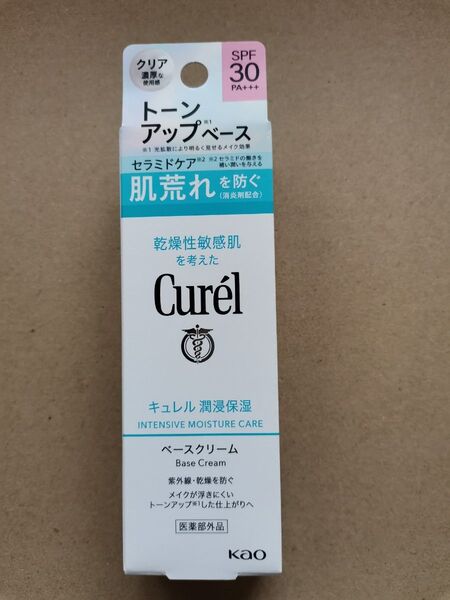 クリア
濃厚な
使用感
SPF
30
PA+++
トーン
アップ※1ベース
※1 光拡散により明るく見せるメイク効果
セラミドケア※2 ※2 セラミドの働きを
補い潤いを与える
肌荒れを防ぐ
(消炎剤配合)
乾燥性敏感肌
を考えた
Curél
キュレル 潤浸保湿
INTENSIVE MOISTURE CARE
ベースクリーム
Base Cream
紫外線・乾燥を防ぐ
メイクが浮きにくい
トーンアップ※1した仕上がりへ
医薬部外品
Kao